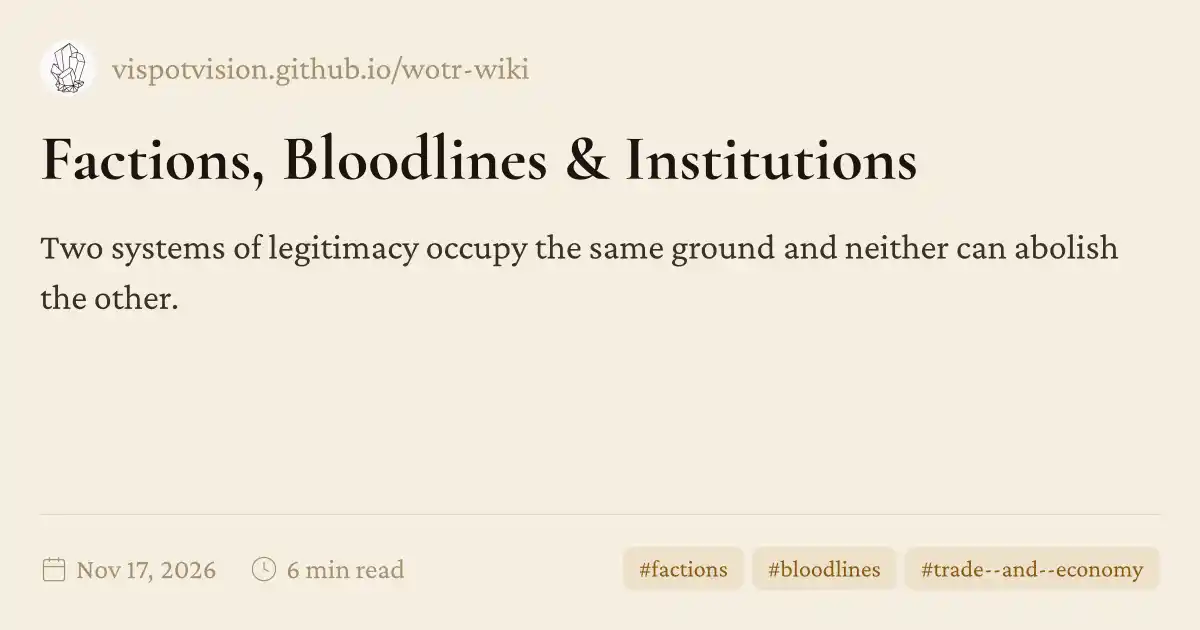 vispotvision.github.io/wotr-wiki
Factions, Bloodlines & Institutions
Two systems of legitimacy occupy the same ground and neither can abolish
the other.
Nov 17, 2026
6 min read
#factions
#bloodlines
#trade--and--economy